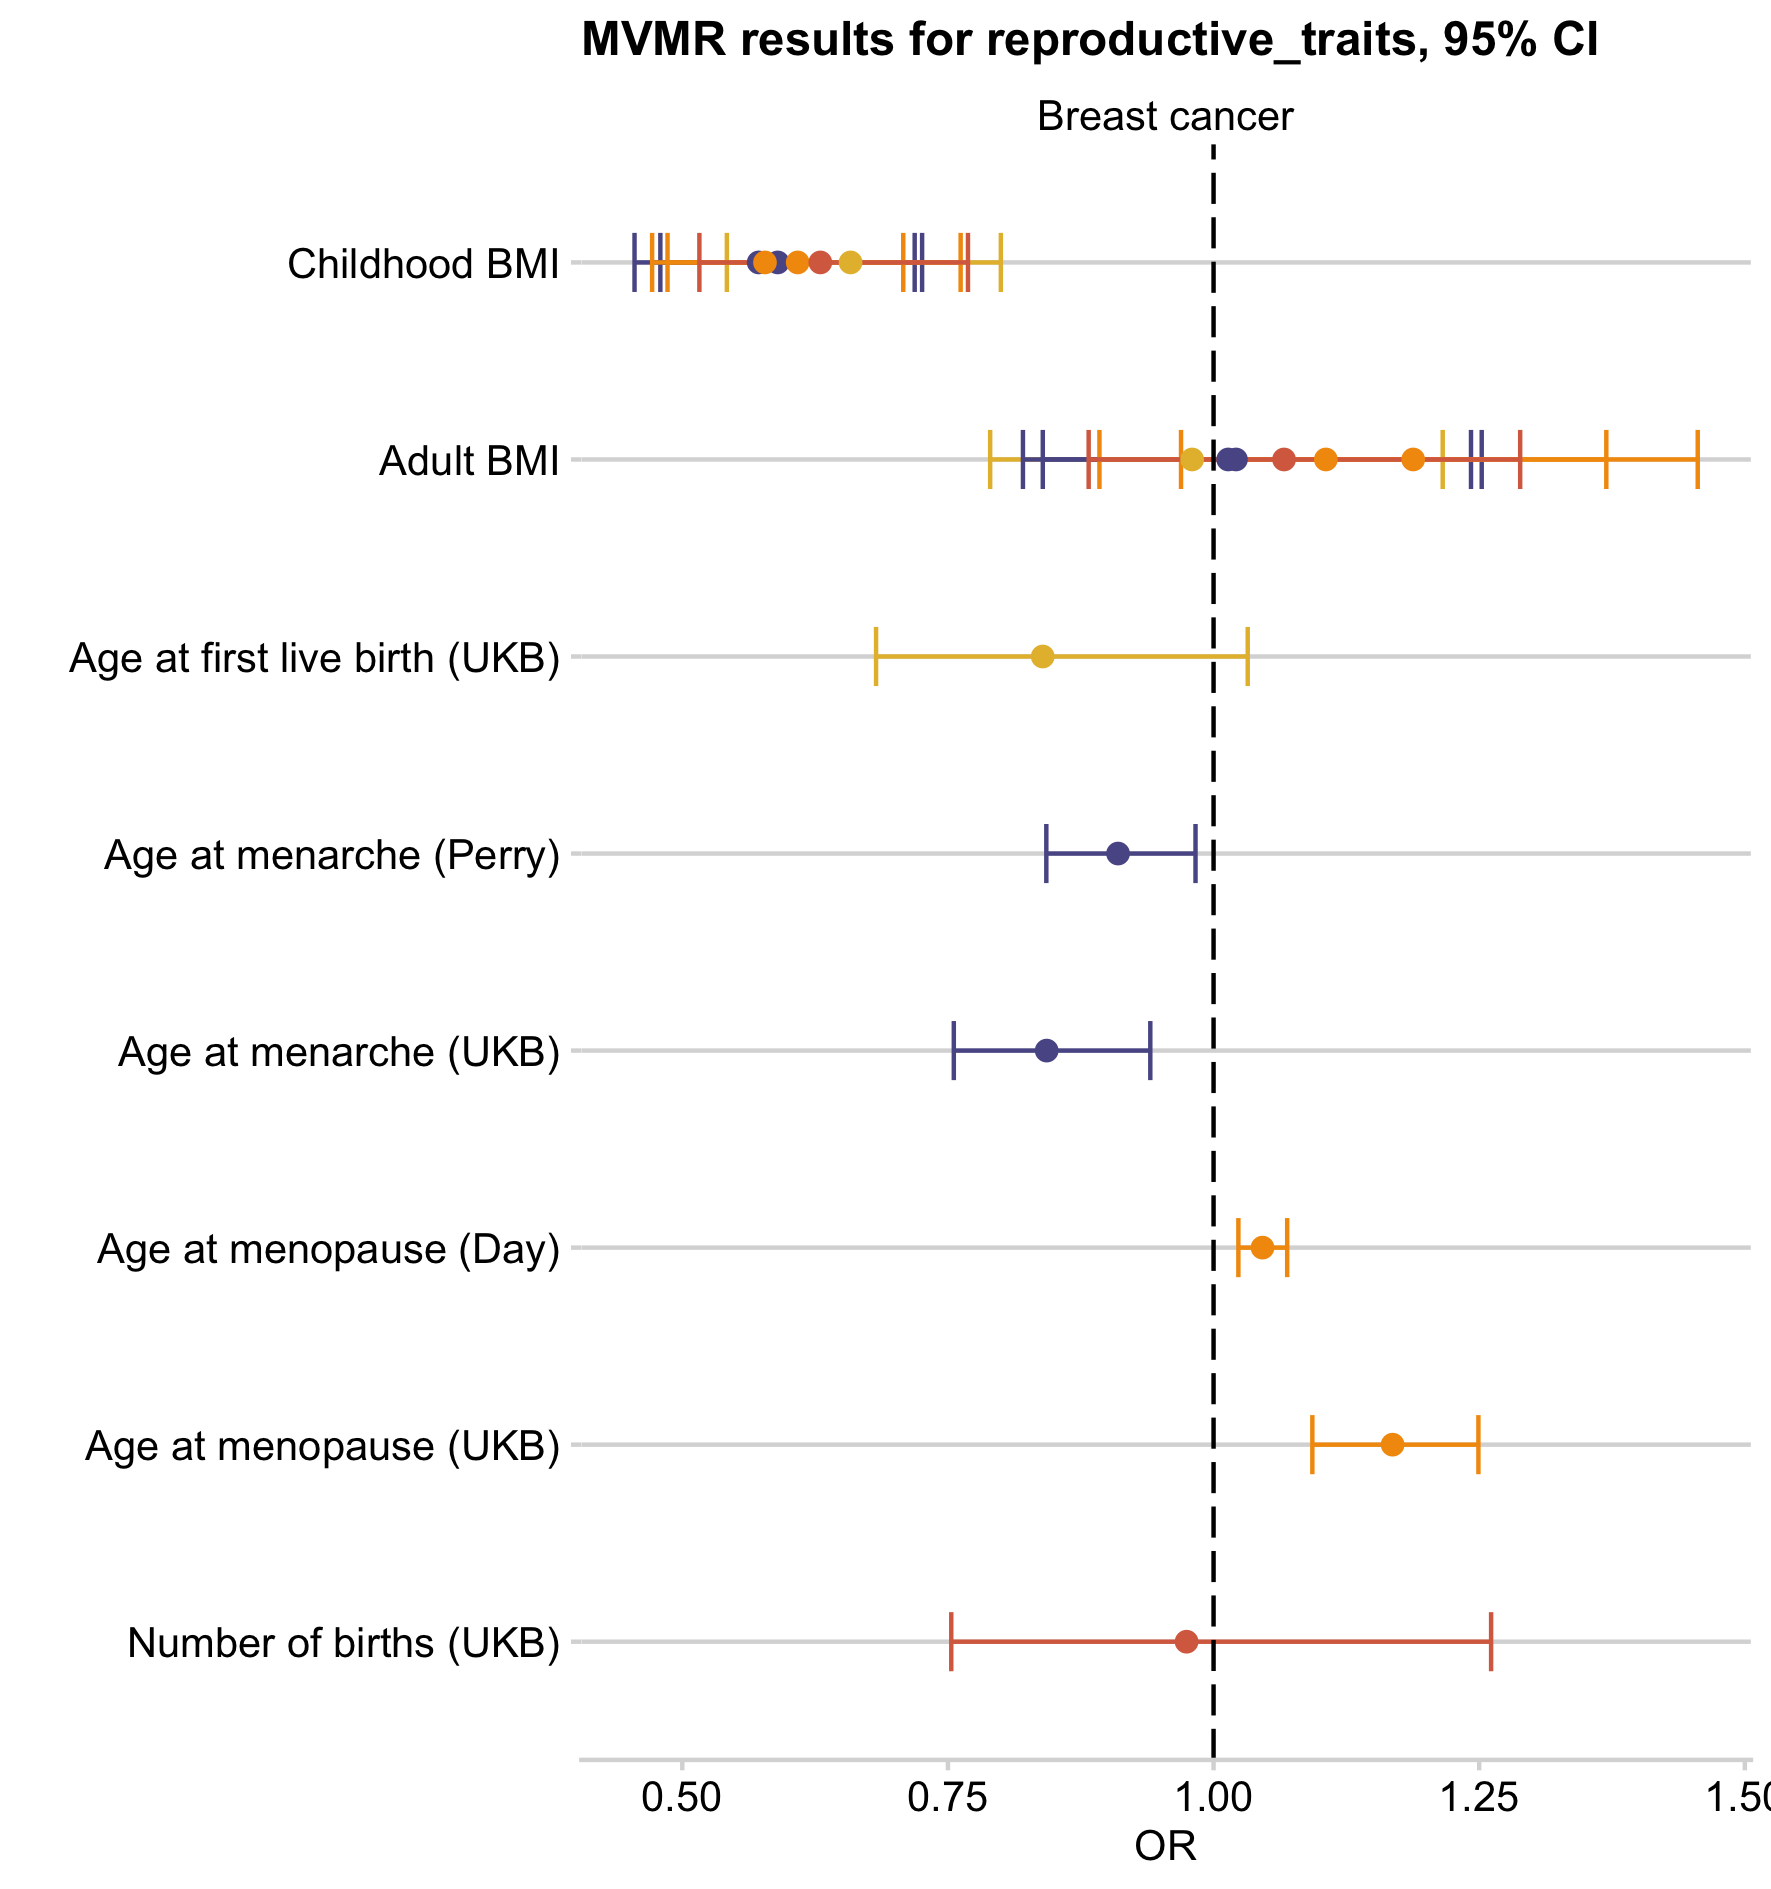 MVMR results for reproductive_traits, 95% CI
Breast cancer
Childhood BMI
Adult BMI
Age at first live birth (UKB)
Age at menarche (Perry)
Age at menarche (UKB)
Age at menopause (Day)
Age at menopause (UKB)
Number of births (UKB)
0.50 0.75 1.00 1.25 1.50
OR